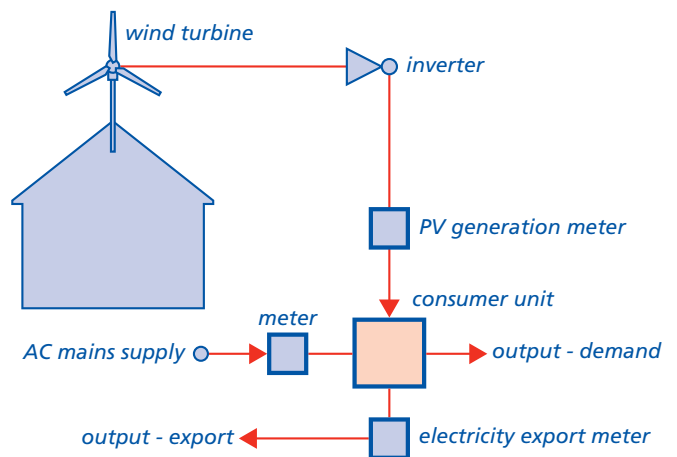 wind turbine
inverter
PV generation meter
consumer unit
meter
AC mains supply
output - demand
output - export
electricity export meter